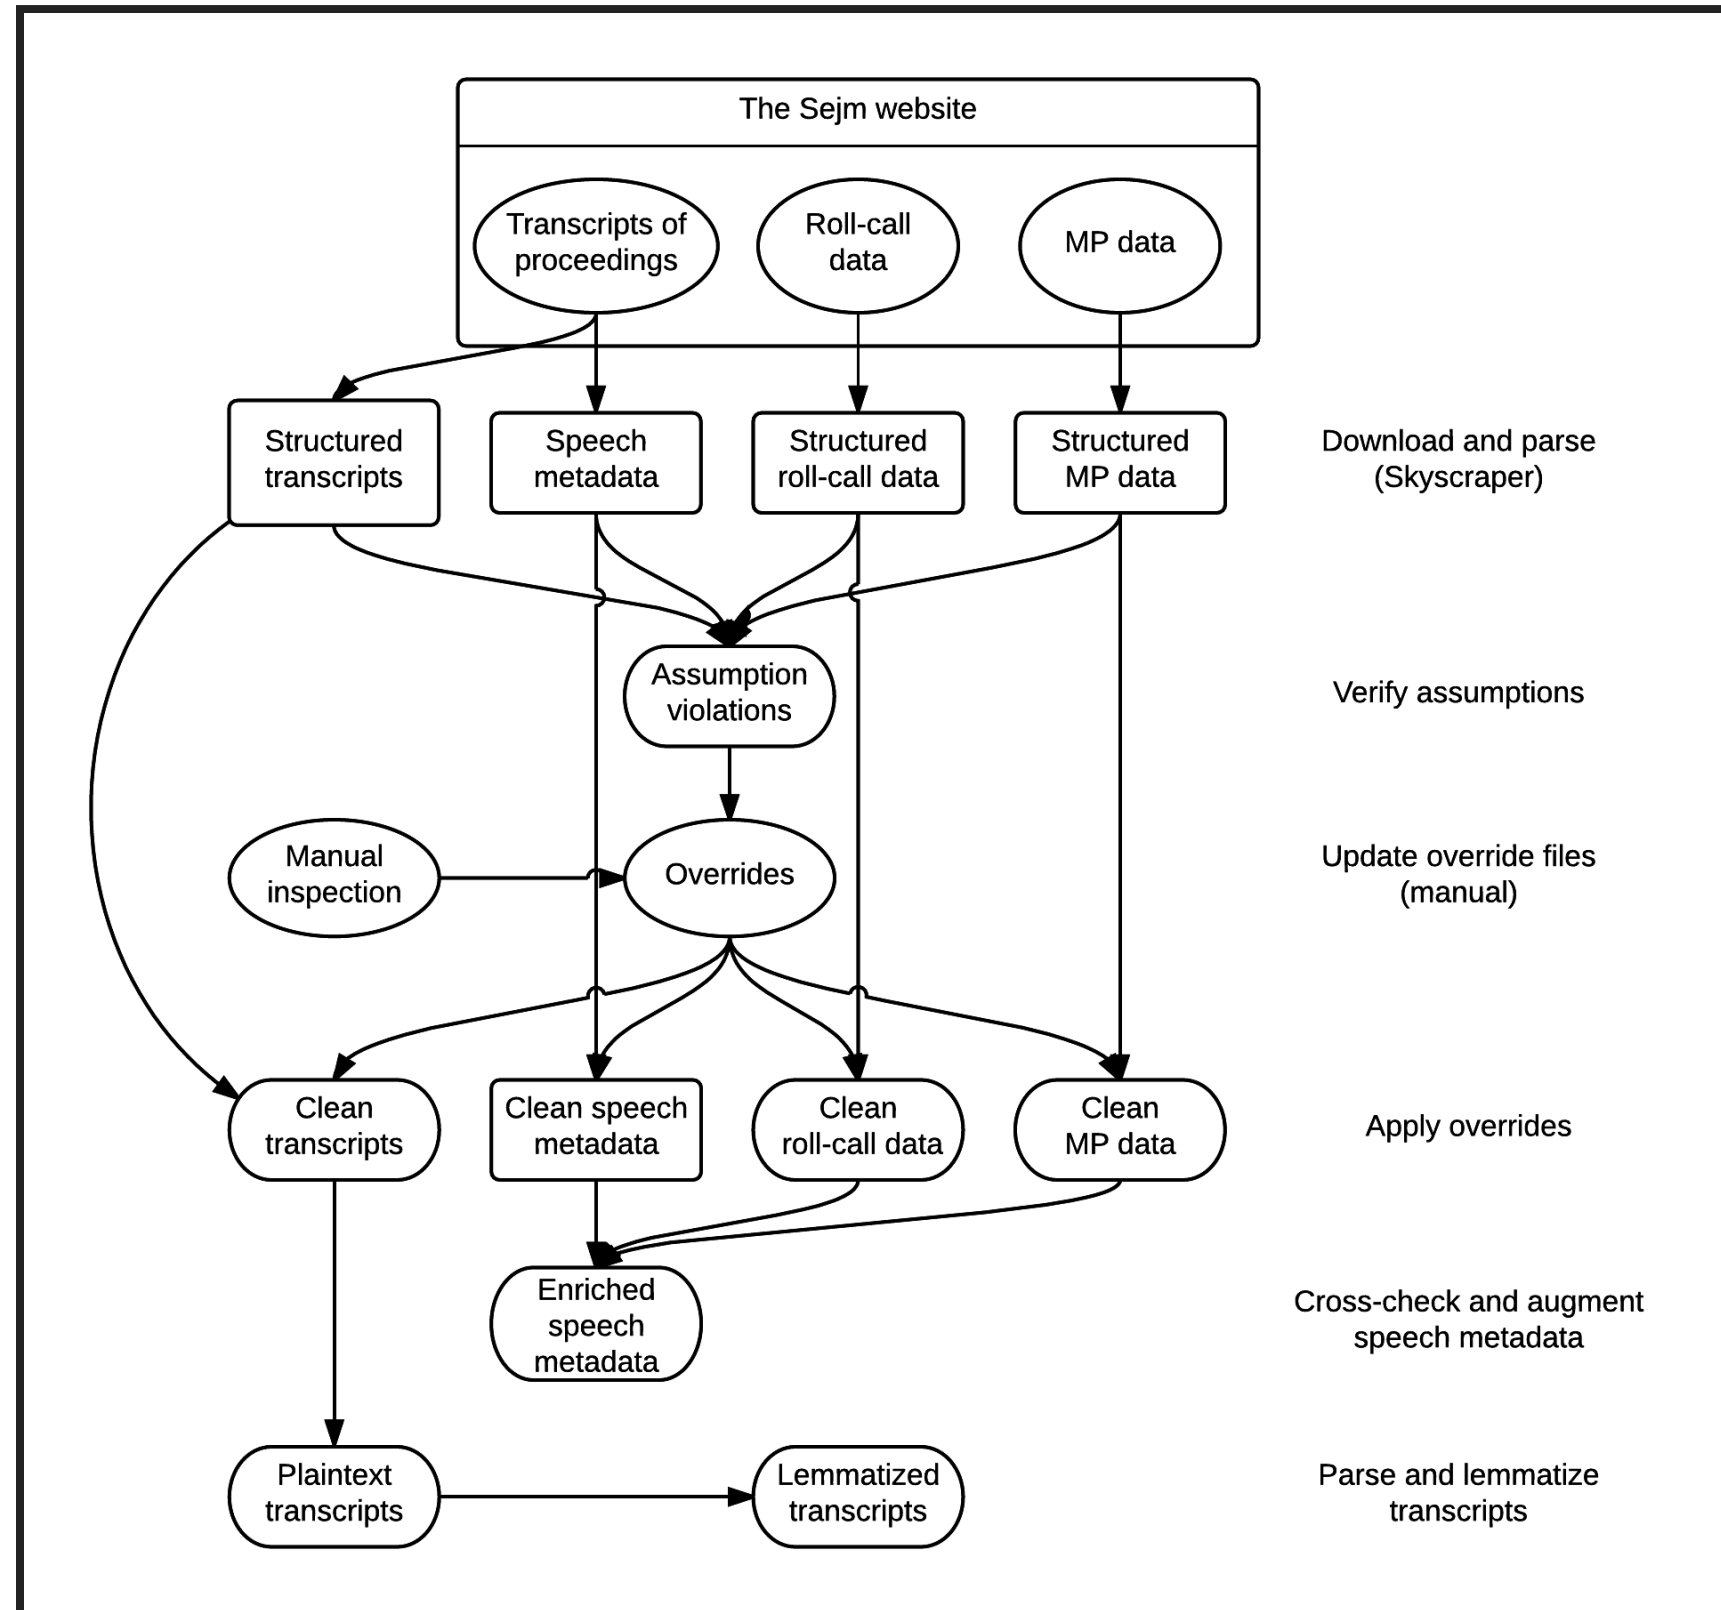 The Sejm website
Transcripts of
proceedings
Roll-call
data
MP data
Structured
transcripts
Speech
metadata
Structured
roll-call data
Structured
MP data
Download and parse
(Skyscraper)
Assumption
violations
Verify assumptions
Manual
inspection
Overrides
Update override files
(manual)
Clean
transcripts
Clean speech
metadata
Clean
roll-call data
Clean
MP data
Apply overrides
Enriched
speech
metadata
Cross-check and augment
speech metadata
Plaintext
transcripts
Lemmatized
transcripts
Parse and lemmatize
transcripts